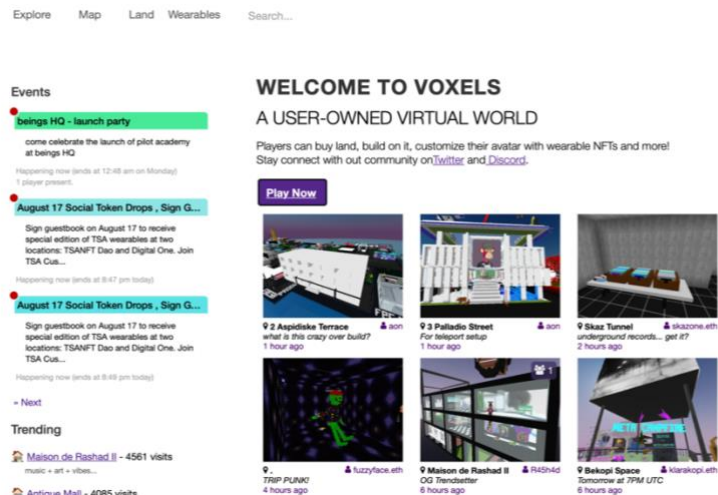 Explore Map Land Wearables Search...
Events
beings HQ - launch party
come celebrate the launch of pilot academy
at beings HQ
Happening now (ends at 12:48 am on Monday)
1 player present.
August 17 Social Token Drops , Sign G...
Sign guestbook on August 17 to receive
special edition of TSA wearables at two
locations: TSANFT Dao and Digital One. Join
TSA Cus...
Happening now (ends at 8:47 pm today)
August 17 Social Token Drops , Sign G...
Sign guestbook on August 17 to receive
special edition of TSA wearables at two
locations: TSANFT Dao and Digital One. Join
TSA Cus...
Happening now (ends at 8:49 pm today)
» Next
Trending
Maison de Rashad II - 4561 visits
music + art + vibes...
Antique Mall - 4085 visits
WELCOME TO VOXELS
A USER-OWNED VIRTUAL WORLD
Players can buy land, build on it, customize their avatar with wearable NFTs and more!
Stay connect with out community onTwitter and Discord.
Play Now
2 Aspidiske Terrace aon
what is this crazy over build?
1 hour ago
3 Palladio Street aon
For teleport setup
1 hour ago
Skaz Tunnel skazone.eth
underground records... get it?
2 hours ago
1
META CAMPFIRE
. fuzzyface.eth
TRIP PUNK!
4 hours ago
Maison de Rashad II R45h4d
OG Trendsetter
6 hours ago
Bekopi Space klarakopi.eth
Tomorrow at 7PM UTC
6 hours ago